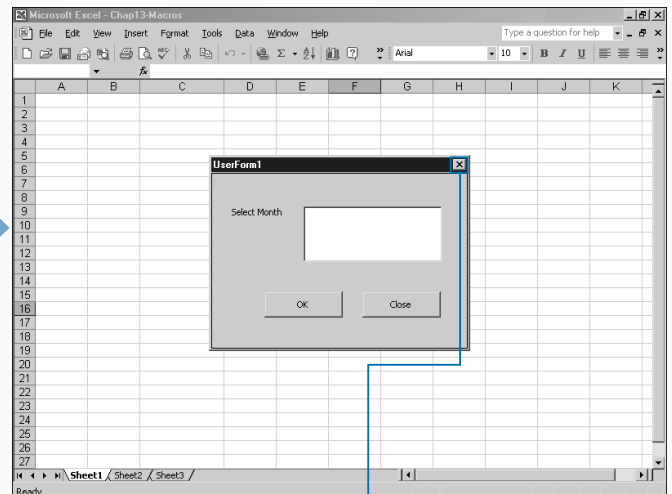 Microsoft Excel - Chap13-Macros
File Edit View Insert Format Tools Data Window Help Type a question for help
Arial 10 B I U
fx
A B C D E F G H I J K
1
2
3
4
5
6
7
8
9
10
11
12
13
14
15
16
17
18
19
20
21
22
23
24
25
26
27
UserForm1
Select Month
OK Close
Sheet1 Sheet2 Sheet3
Ready